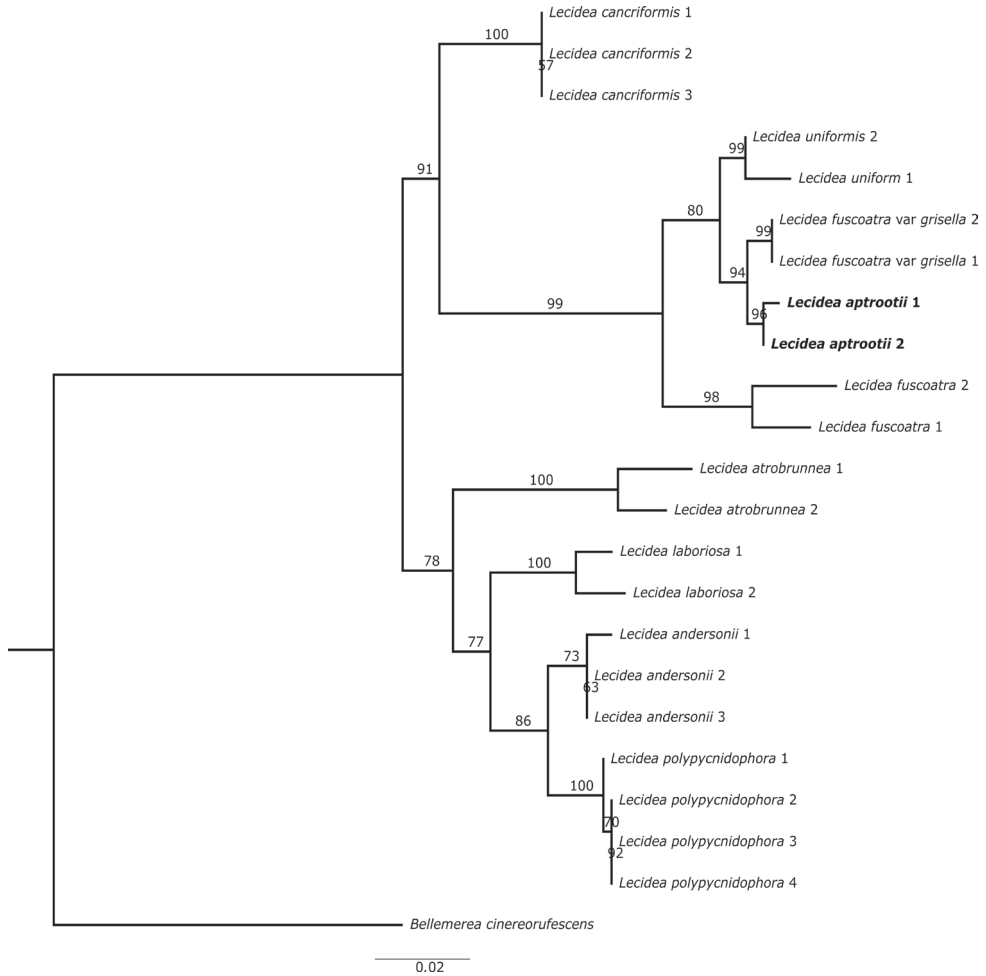 Lecidea cancriformis 1
100
Lecidea cancriformis 2
57
Lecidea cancriformis 3
Lecidea uniformis 2
99
91
Lecidea uniform 1
80
Lecidea fuscoatra var grisella 2
99
Lecidea fuscoatra var grisella 1
94
99
Lecidea aptrootii 1
96
Lecidea aptrootii 2
Lecidea fuscoatra 2
98
Lecidea fuscoatra 1
Lecidea atrobrunnea 1
100
Lecidea atrobrunnea 2
Lecidea laboriosa 1
78
100
Lecidea laboriosa 2
Lecidea andersonii 1
77
73
Lecidea andersonii 2
63
Lecidea andersonii 3
86
Lecidea polypycnidophora 1
100
Lecidea polypycnidophora 2
70
Lecidea polypycnidophora 3
92
Lecidea polypycnidophora 4
Bellemerea cinereorufescens
0.02